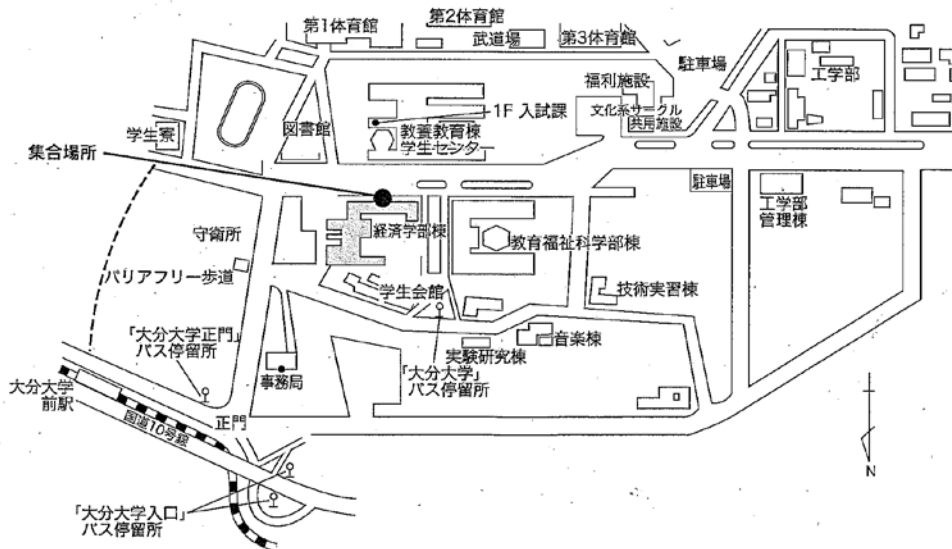 第1体育館
第2体育館
武道場
第3体育館
駐車場
工学部
福利施設
1F 入試課
文化系サークル
共用施設
学生寮
図書館
教養教育棟
学生センター
集合場所
駐車場
工学部
管理棟
守衛所
経済学部棟
教育福祉科学部棟
バリアフリー歩道
学生会館
技術実習棟
「大分大学正門」
バス停留所
音楽棟
実験研究棟
「大分大学」
バス停留所
事務局
大分大学
前駅
国道10号線
正門
N
「大分大学入口」
バス停留所